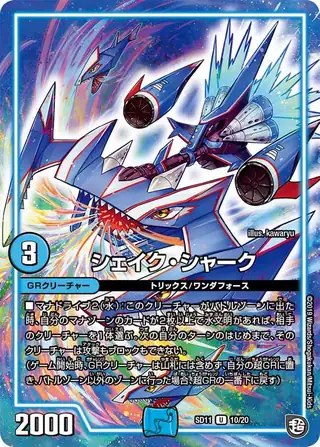 illus. kawaryu
3
シェイク・シャーク
GRクリーチャー
トリックス/ワンダフォース
■マナドライブ2(水):このクリーチャーがバトルゾーンに出た
時、自分のマナゾーンのカードが2枚以上で水文明があれば、相手
のクリーチャーを1体選ぶ。次の自分のターンのはじめまで、その
クリーチャーは攻撃もブロックもできない。
(ゲーム開始時、GRクリーチャーは山札には含めず、自分の超GRに置
き、バトルゾーン以外のゾーンに行った場合、超GRの一番下に戻す)
2000
SD11 U 10/20